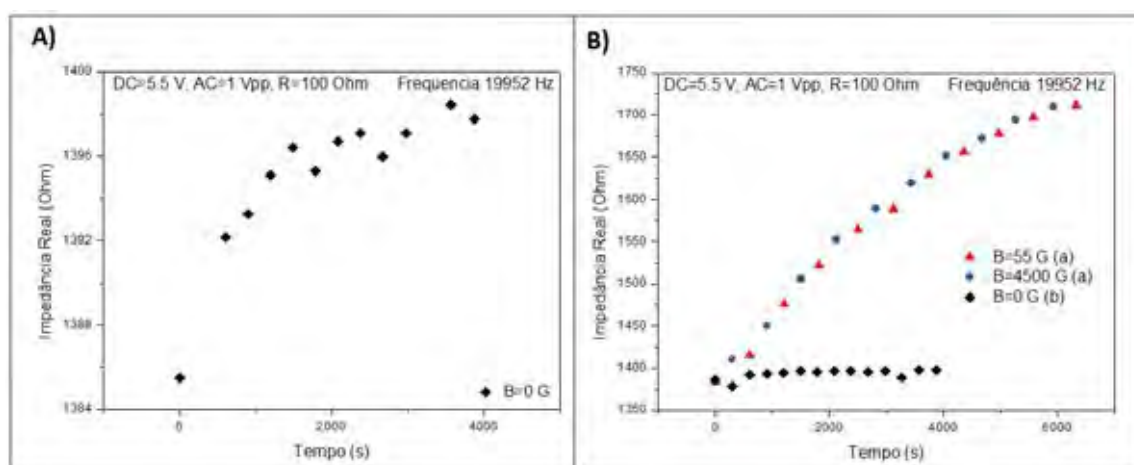 A)
DC=5.5 V, AC=1 Vpp, R=100 Ohm Frequencia 19952 Hz
1400
1396
1392
1388
1384
Impedância Real (Ohm)
B=0 G
0 2000 4000
Tempo (s)
B)
DC=5.5 V, AC=1 Vpp, R=100 Ohm Frequência 19952 Hz
1750
1700
1650
1600
1550
1500
1450
1400
1350
Impedância Real (Ohm)
B=55 G (a)
B=4500 G (a)
B=0 G (b)
0 2000 4000 6000
Tempo (s)